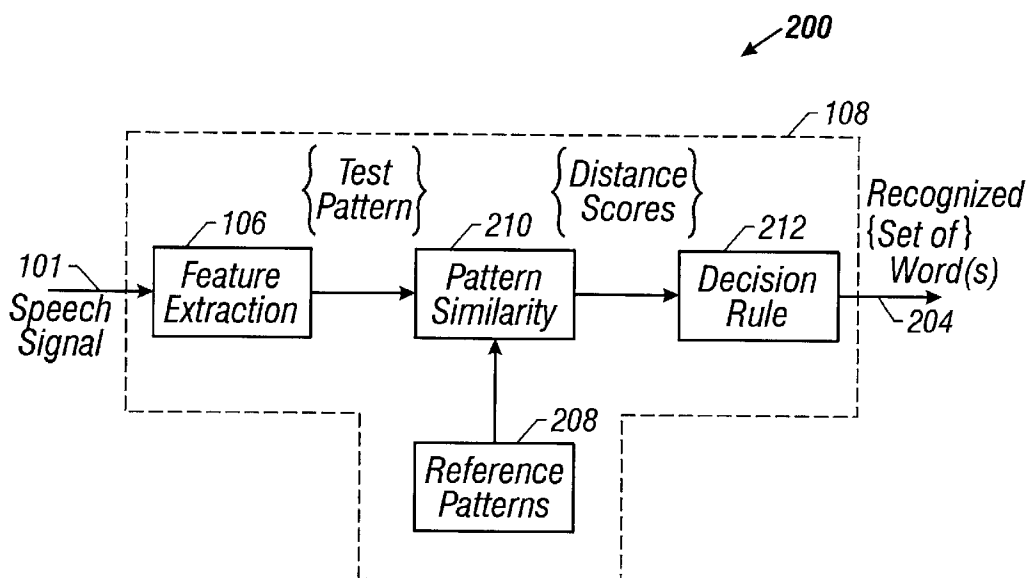 200
108
{ Test
Pattern }
{ Distance
Scores }
Recognized
{Set of}
Word(s)
106
210
212
101
Speech
Signal
Feature
Extraction
Pattern
Similarity
Decision
Rule
204
208
Reference
Patterns